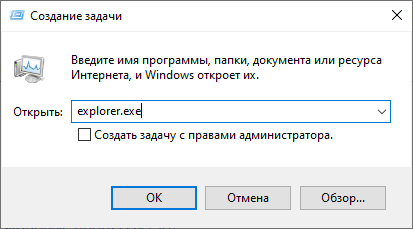 Создание задачи
Введите имя программы, папки, документа или ресурса
Интернета, и Windows откроет их.
Открыть: explorer.exe
Создать задачу с правами администратора.
OK Отмена Обзор...